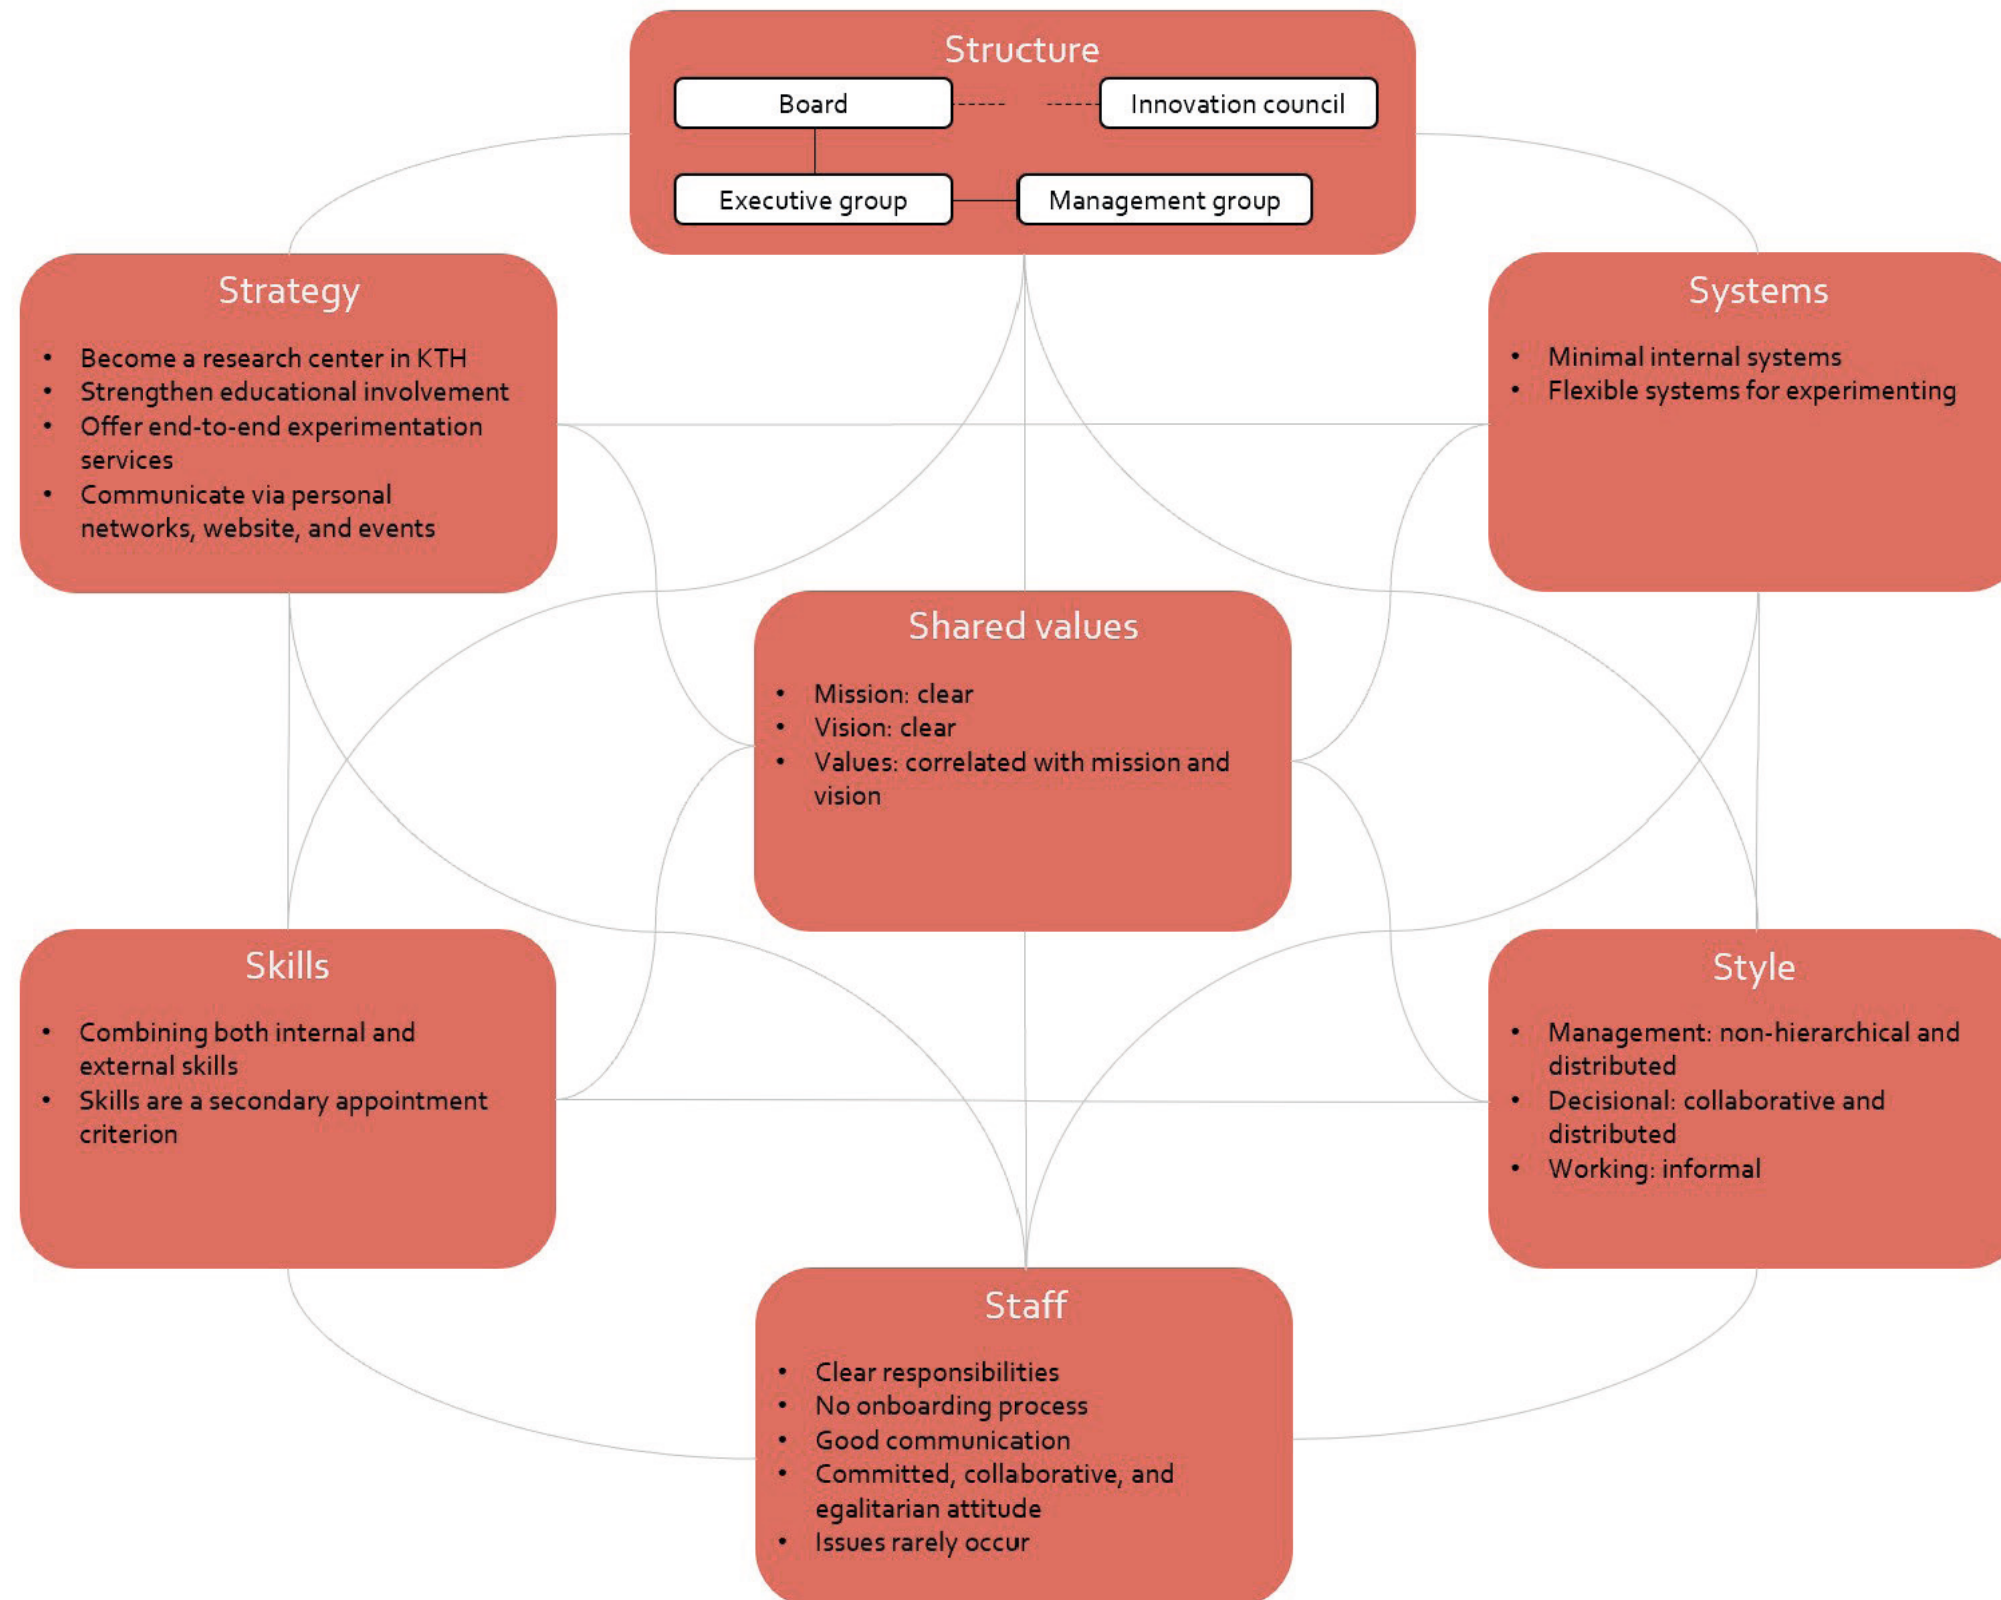 Structure
Board
Innovation council
Executive group
Management group
Strategy
• Become a research center in KTH
• Strengthen educational involvement
• Offer end-to-end experimentation
services
• Communicate via personal
networks, website, and events
Systems
• Minimal internal systems
• Flexible systems for experimenting
Shared values
• Mission: clear
• Vision: clear
• Values: correlated with mission and
vision
Skills
• Combining both internal and
external skills
• Skills are a secondary appointment
criterion
Style
• Management: non-hierarchical and
distributed
• Decisional: collaborative and
distributed
• Working: informal
Staff
• Clear responsibilities
• No onboarding process
• Good communication
• Committed, collaborative, and
egalitarian attitude
• Issues rarely occur